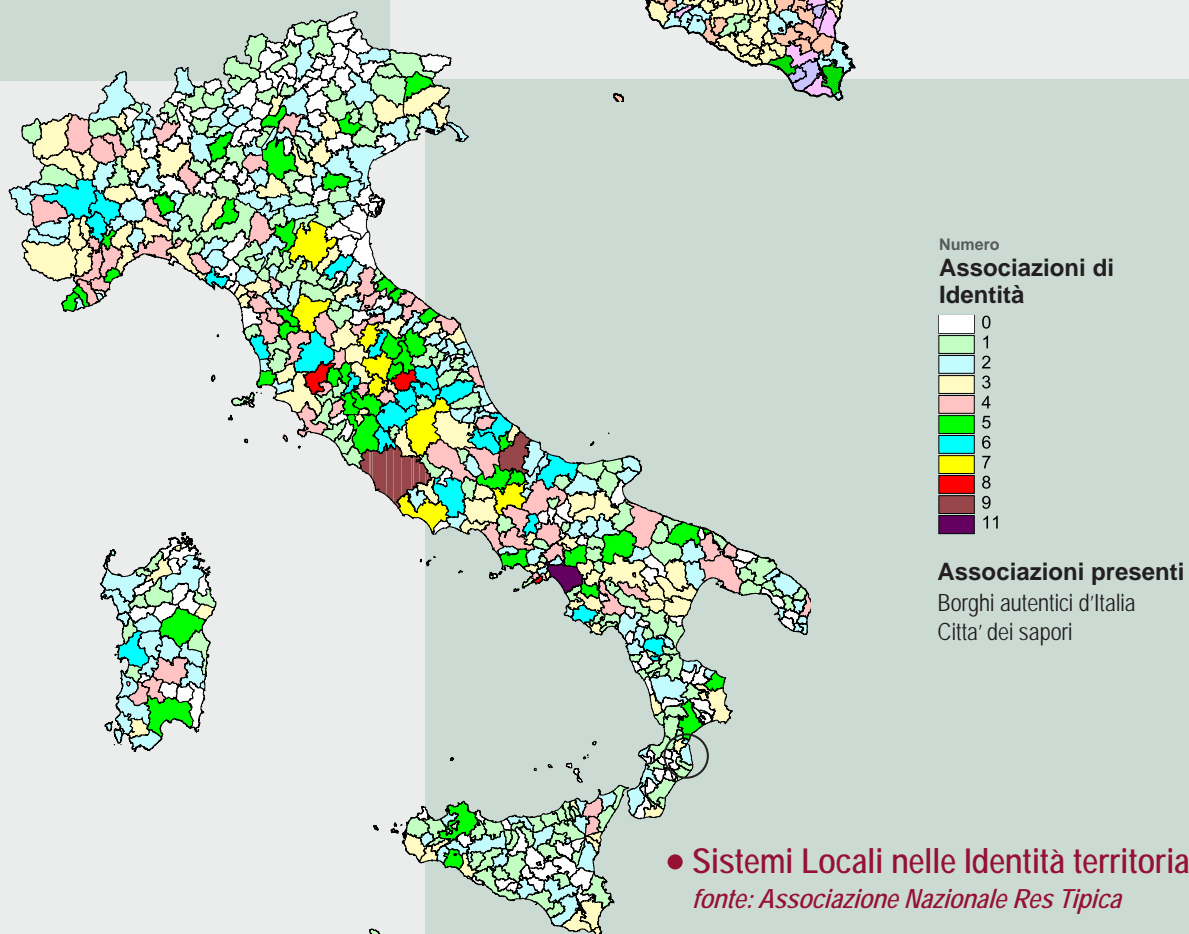 Numero
Associazioni di
Identità
0
1
2
3
4
5
6
7
8
9
11
Associazioni presenti
Borghi autentici d'Italia
Citta' dei sapori
• Sistemi Locali nelle Identità territoria
fonte: Associazione Nazionale Res Tipica